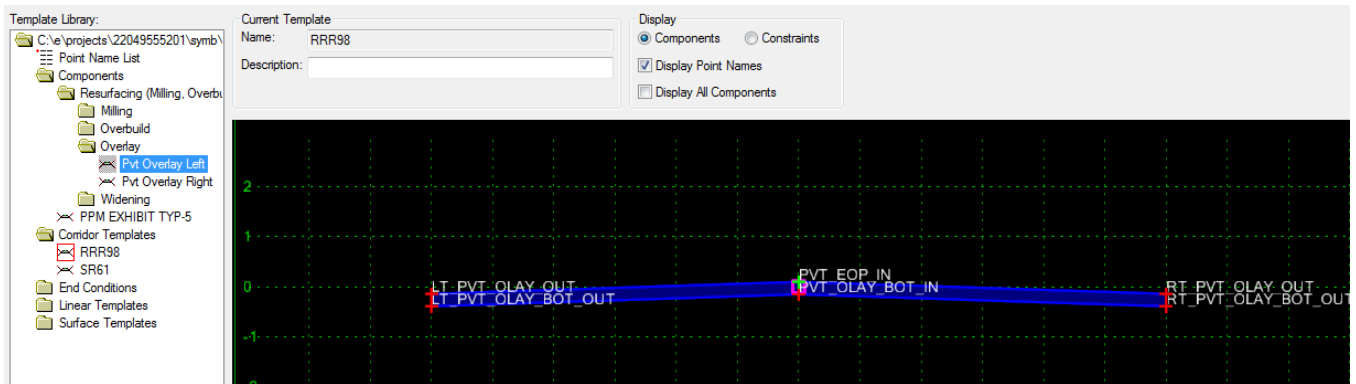 Template Library:
C:\e\projects\22049555201\symb\
Point Name List
Components
Resurfacing (Milling, Overbu
Milling
Overbuild
Overlay
Pvt Overlay Left
Pvt Overlay Right
Widening
PPM EXHIBIT TYP-5
Corridor Templates
RRR98
SR61
End Conditions
Linear Templates
Surface Templates
Current Template
Name: RRR98
Description:
Display
Components Constraints
Display Point Names
Display All Components
2
1
0
-1
LT_PVT_OLAY_OUT
LT_PVT_OLAY_BOT_OUT
PVT_EOP_IN
PVT_OLAY_BOT_IN
RT_PVT_OLAY_OUT
RT_PVT_OLAY_BOT_OUT